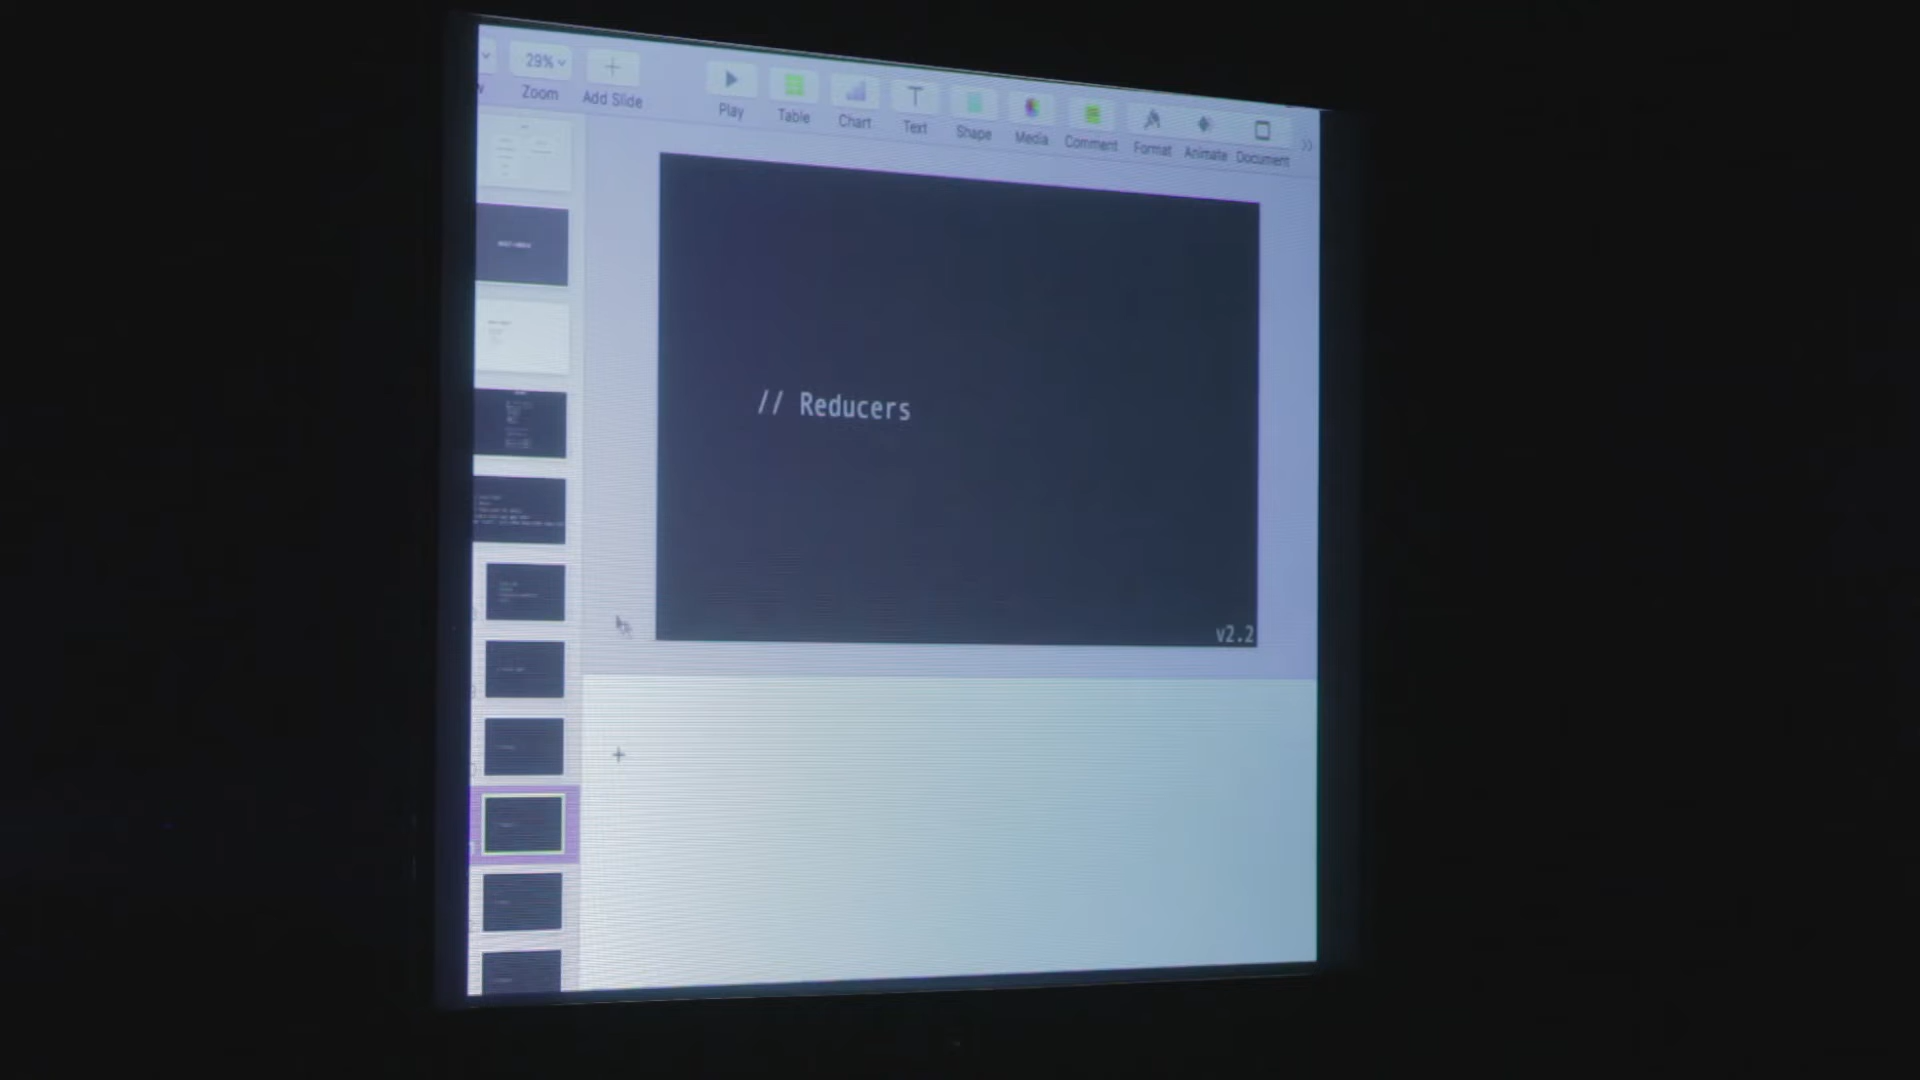 29%
Zoom
Add Slide
Play
Table
Chart
Text
Shape
Media
Comment
Format
Animate
Document
// Reducers
v2.2